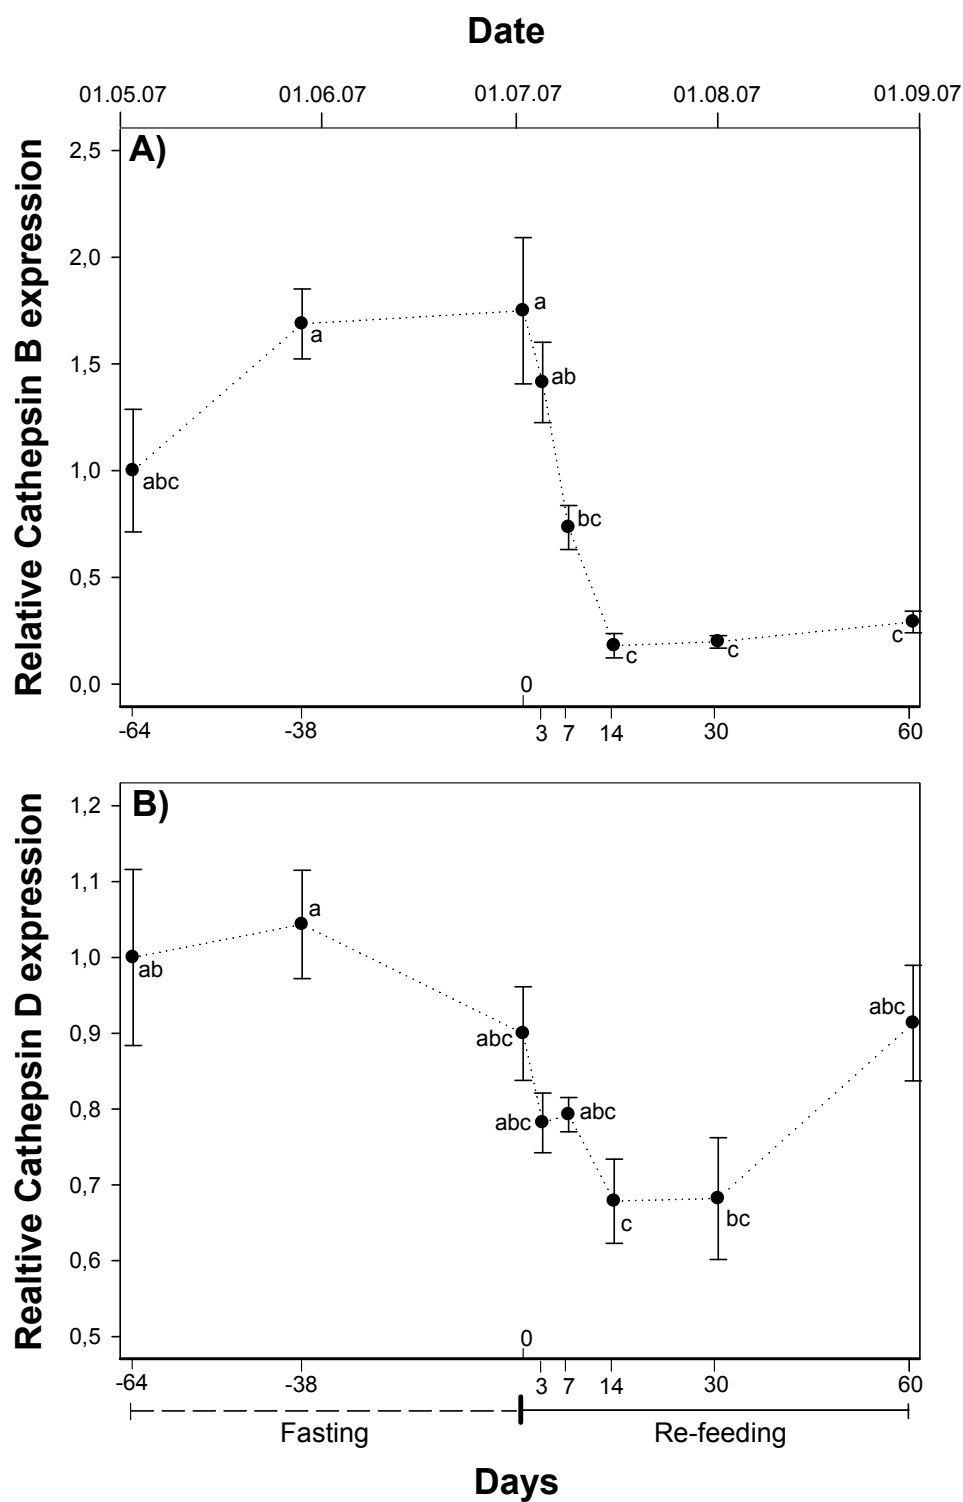 Date
01.05.07 01.06.07 01.07.07 01.08.07 01.09.07
A)
Relative Cathepsin B expression
2,5
2,0
1,5
1,0
0,5
0,0
abc
a
a
ab
bc
c
c
c
0
-64 -38 3 7 14 30 60
B)
Realtive Cathepsin D expression
1,2
1,1
1,0
0,9
0,8
0,7
0,6
0,5
ab
a
abc
abc
abc
c
bc
abc
0
-64 -38 3 7 14 30 60
Fasting Re-feeding
Days